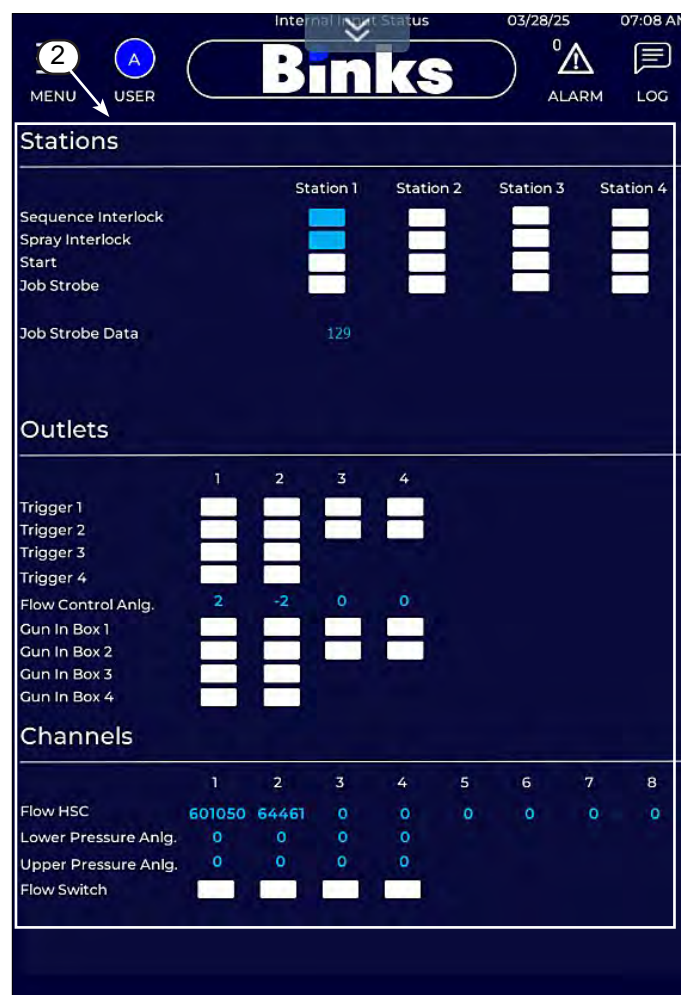 Internal Input Status 03/28/25 07:08 AM
2
A
MENU USER Binks 0 ALARM LOG
Stations
Station 1 Station 2 Station 3 Station 4
Sequence Interlock
Spray Interlock
Start
Job Strobe
Job Strobe Data 129
Outlets
1 2 3 4
Trigger 1
Trigger 2
Trigger 3
Trigger 4
Flow Control Anlg. 2 -2 0 0
Gun In Box 1
Gun In Box 2
Gun In Box 3
Gun In Box 4
Channels
1 2 3 4 5 6 7 8
Flow HSC 601050 64461 0 0 0 0 0 0
Lower Pressure Anlg. 0 0 0 0
Upper Pressure Anlg. 0 0 0 0
Flow Switch